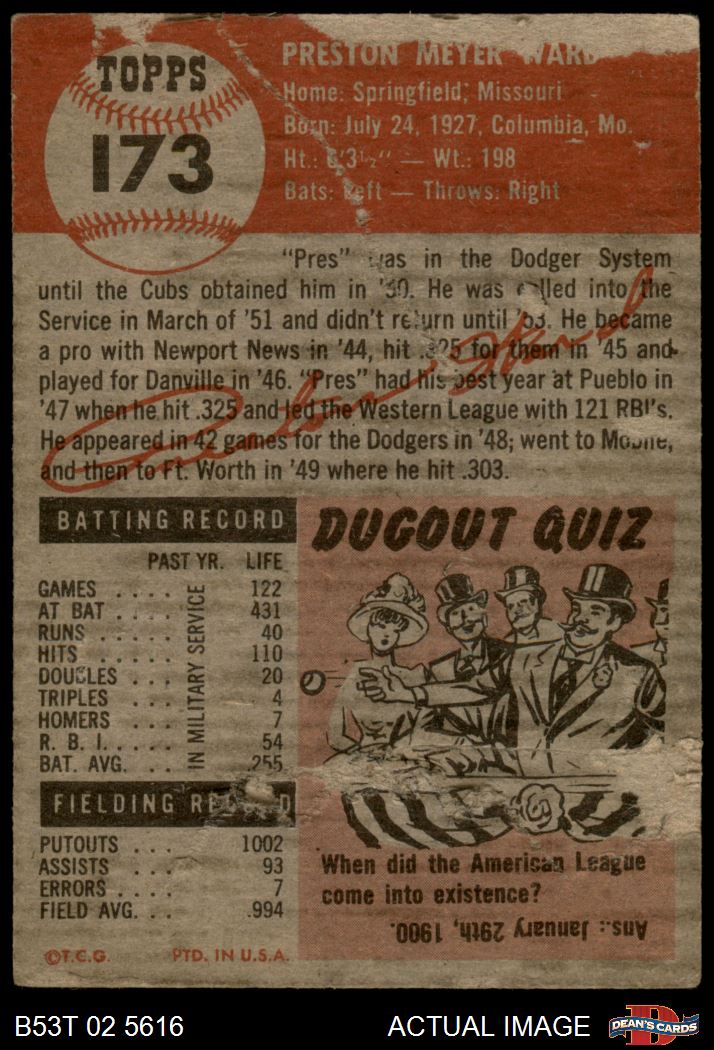 TOPPS
173
PRESTON MEYER WARD
Home: Springfield, Missouri
Born: July 24, 1927, Columbia, Mo.
Ht.: 6'3½" — Wt.: 198
Bats: Left — Throws: Right
"Pres" was in the Dodger System
until the Cubs obtained him in '50. He was called into the
Service in March of '51 and didn't return until '53. He became
a pro with Newport News in '44, hit .325 for them in '45 and
played for Danville in '46. "Pres" had his best year at Pueblo in
'47 when he hit .325 and led the Western League with 121 RBI's.
He appeared in 42 games for the Dodgers in '48; went to Mobile,
and then to Ft. Worth in '49 where he hit .303.
Preston Ward
BATTING RECORD
PAST YR. LIFE
IN MILITARY SERVICE
GAMES .... 122
AT BAT .... 431
RUNS .... 40
HITS ..... 110
DOUBLES ... 20
TRIPLES ... 4
HOMERS ... 7
R. B. I. .... 54
BAT. AVG. ... .255
FIELDING RECORD
PUTOUTS .... 1002
ASSISTS .... 93
ERRORS .... 7
FIELD AVG. ... .994
©T.C.G. PTD. IN U.S.A.
DUGOUT QUIZ
When did the American League
come into existence?
Ans.: January 29th, 1900.
B53T 02 5616 ACTUAL IMAGE
DEAN'S CARDS